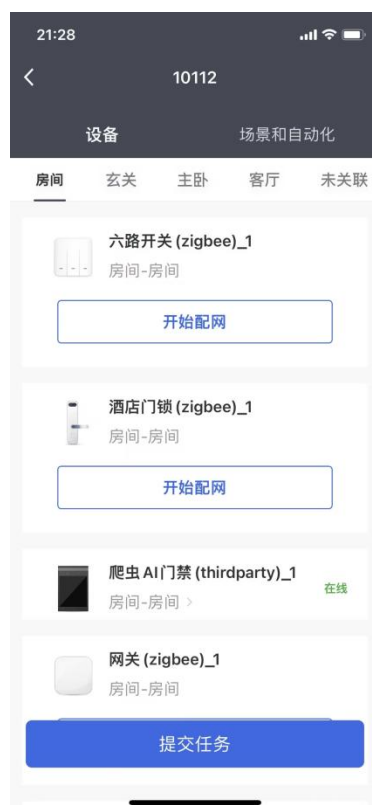 21:28
10112
设备
场景和自动化
房间
玄关
主卧
客厅
未关联
六路开关 (zigbee)_1
房间-房间
开始配网
酒店门锁 (zigbee)_1
房间-房间
开始配网
爬虫 AI 门禁 (thirdparty)_1
房间-房间
在线
网关 (zigbee)_1
房间-房间
提交任务